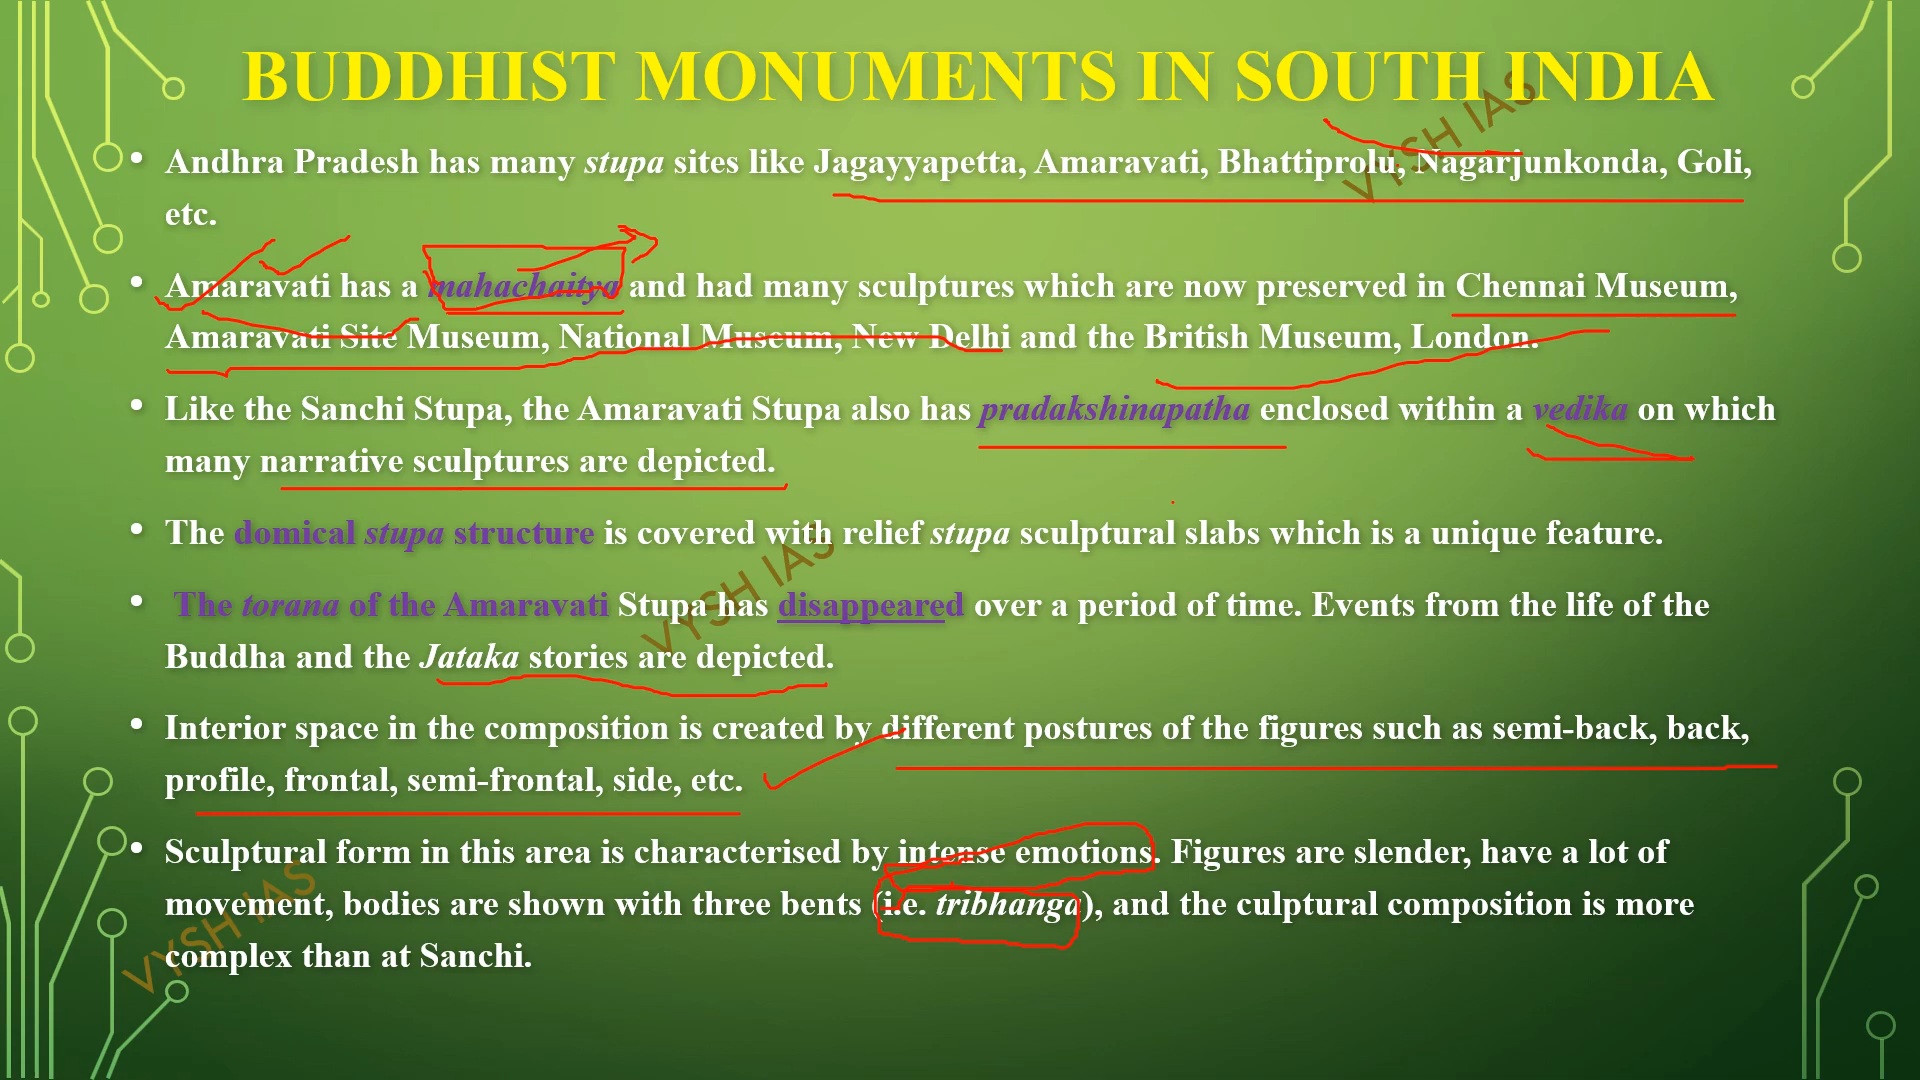 BUDDHIST MONUMENTS IN SOUTH INDIA
• Andhra Pradesh has many stupa sites like Jagayyapetta, Amaravati, Bhattiprolu, Nagarjunkonda, Goli,
etc.
• Amaravati has a mahachaitya and had many sculptures which are now preserved in Chennai Museum,
Amaravati Site Museum, National Museum, New Delhi and the British Museum, London.
• Like the Sanchi Stupa, the Amaravati Stupa also has pradakshinapatha enclosed within a vedika on which
many narrative sculptures are depicted.
• The domical stupa structure is covered with relief stupa sculptural slabs which is a unique feature.
• The torana of the Amaravati Stupa has disappeared over a period of time. Events from the life of the
Buddha and the Jataka stories are depicted.
• Interior space in the composition is created by different postures of the figures such as semi-back, back,
profile, frontal, semi-frontal, side, etc.
• Sculptural form in this area is characterised by intense emotions. Figures are slender, have a lot of
movement, bodies are shown with three bents (i.e. tribhanga), and the culptural composition is more
complex than at Sanchi.
VYSH IAS
VYSH IAS
VYSH IAS